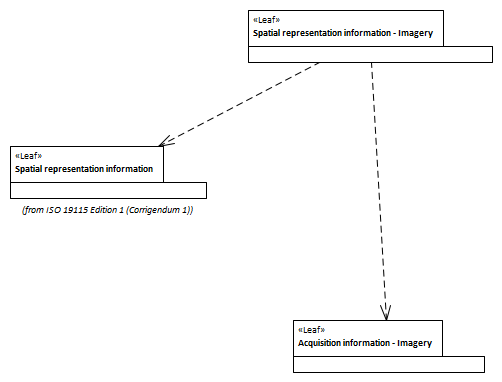 «Leaf»
Spatial representation information - Imagery
«Leaf»
Spatial representation information
(from ISO 19115 Edition 1 (Corrigendum 1))
«Leaf»
Acquisition information - Imagery